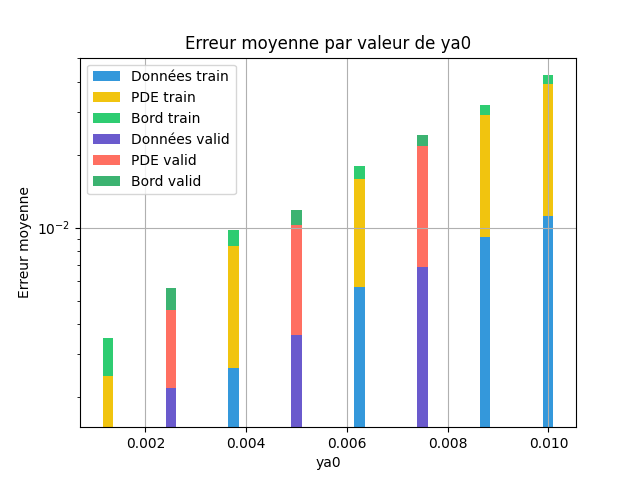 Erreur moyenne par valeur de ya0
Données train
PDE train
Bord train
Données valid
PDE valid
Bord valid
Erreur moyenne
10⁻²
0.002 0.004 0.006 0.008 0.010
ya0